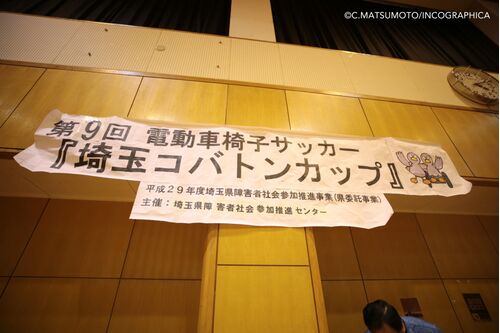 ©C.MATSUMOTO/INCOGRAPHICA
第9回 電動車椅子サッカー
『埼玉コバトンカップ』
平成29年度埼玉県障害者社会参加推進事業(県委託事業)
主催：埼玉県障 害者社会 参加推進 センター